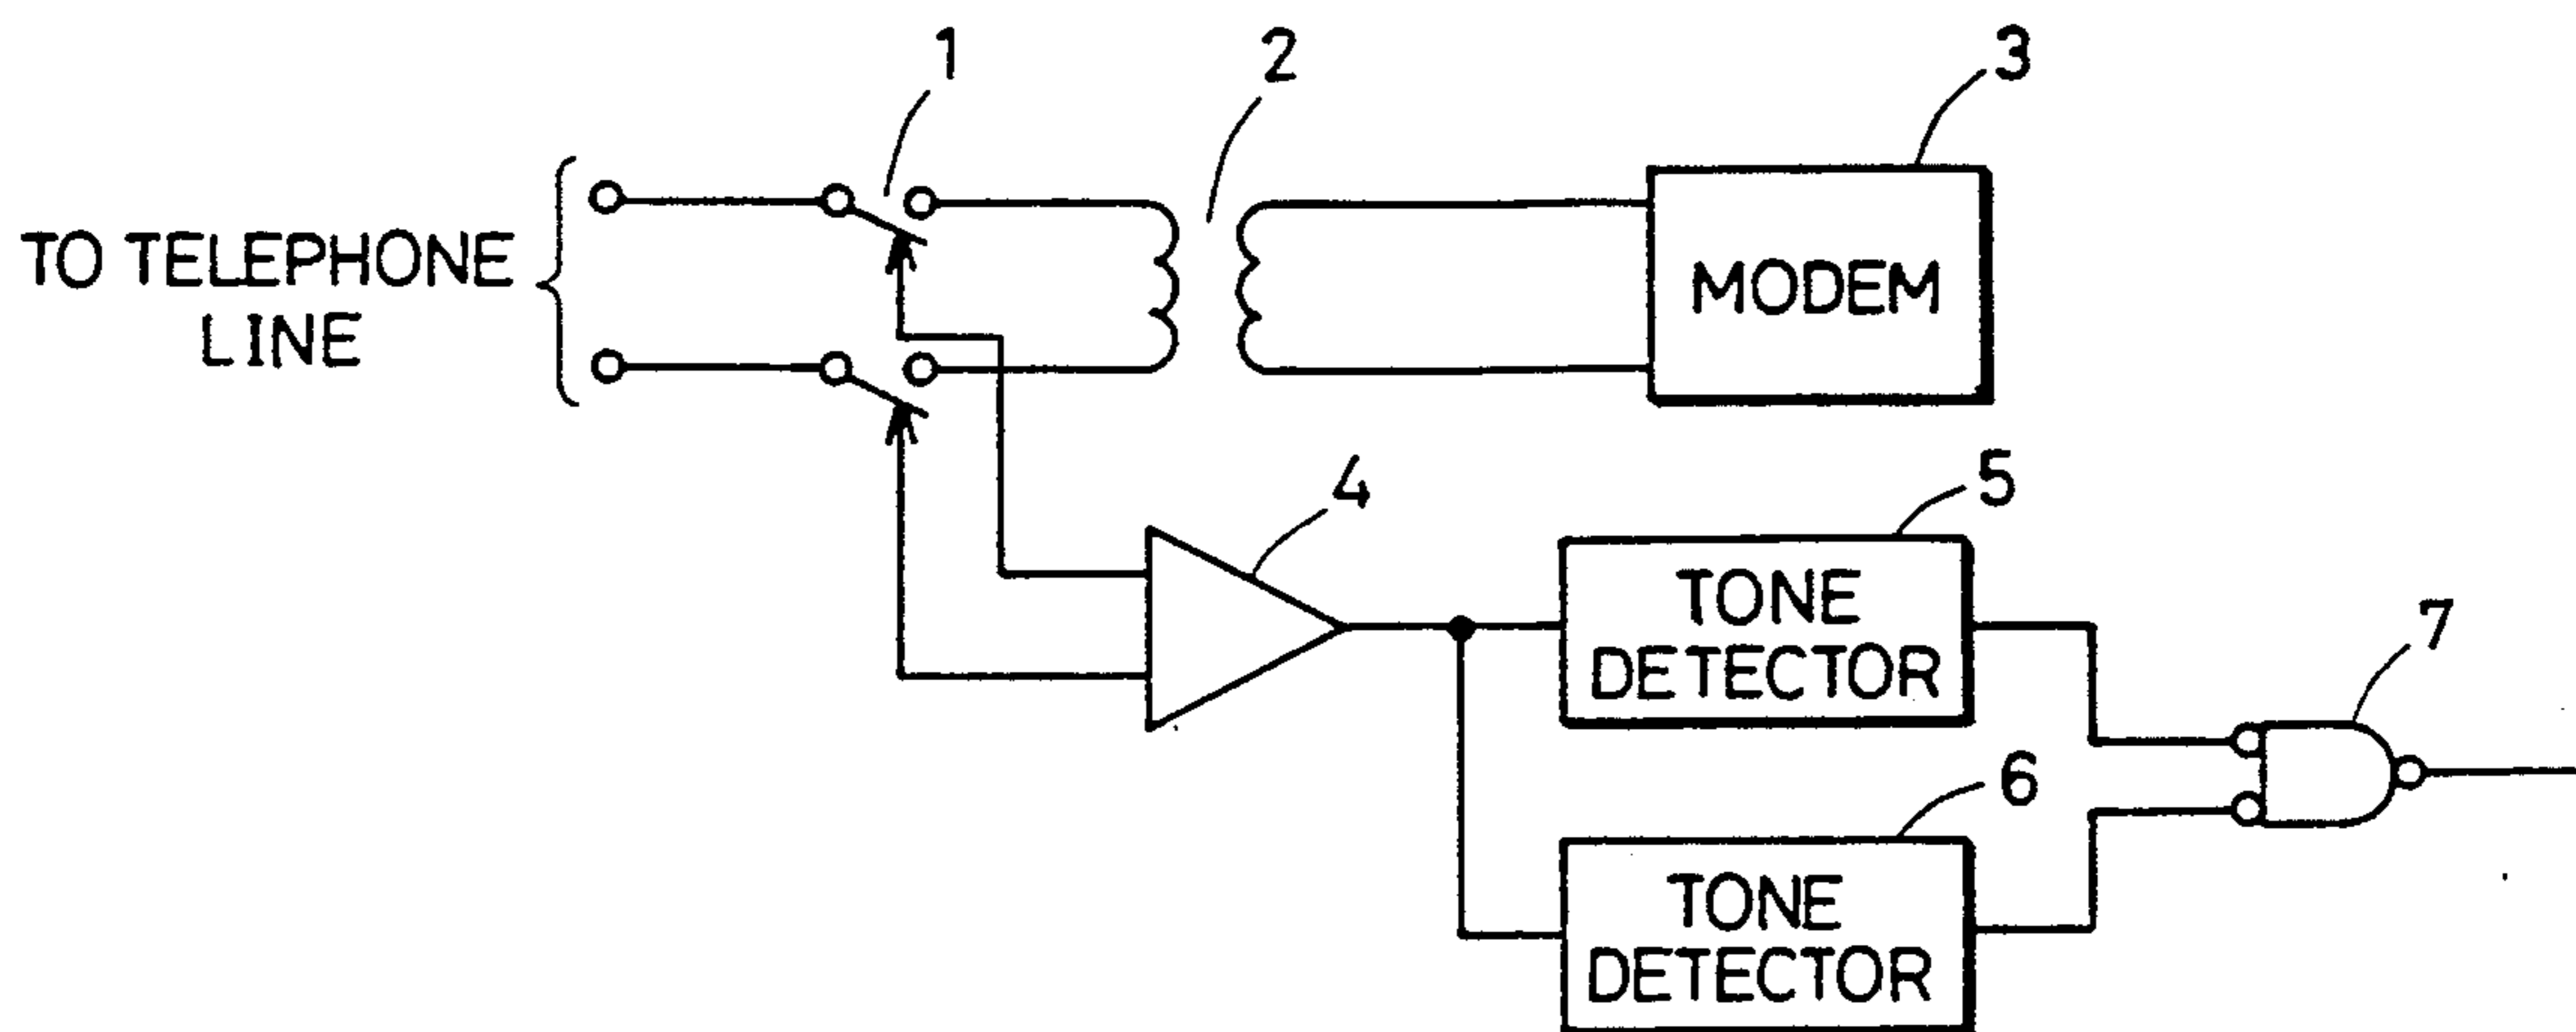 1
2
3
TO TELEPHONE
LINE
MODEM
4
5
TONE
DETECTOR
7
6
TONE
DETECTOR